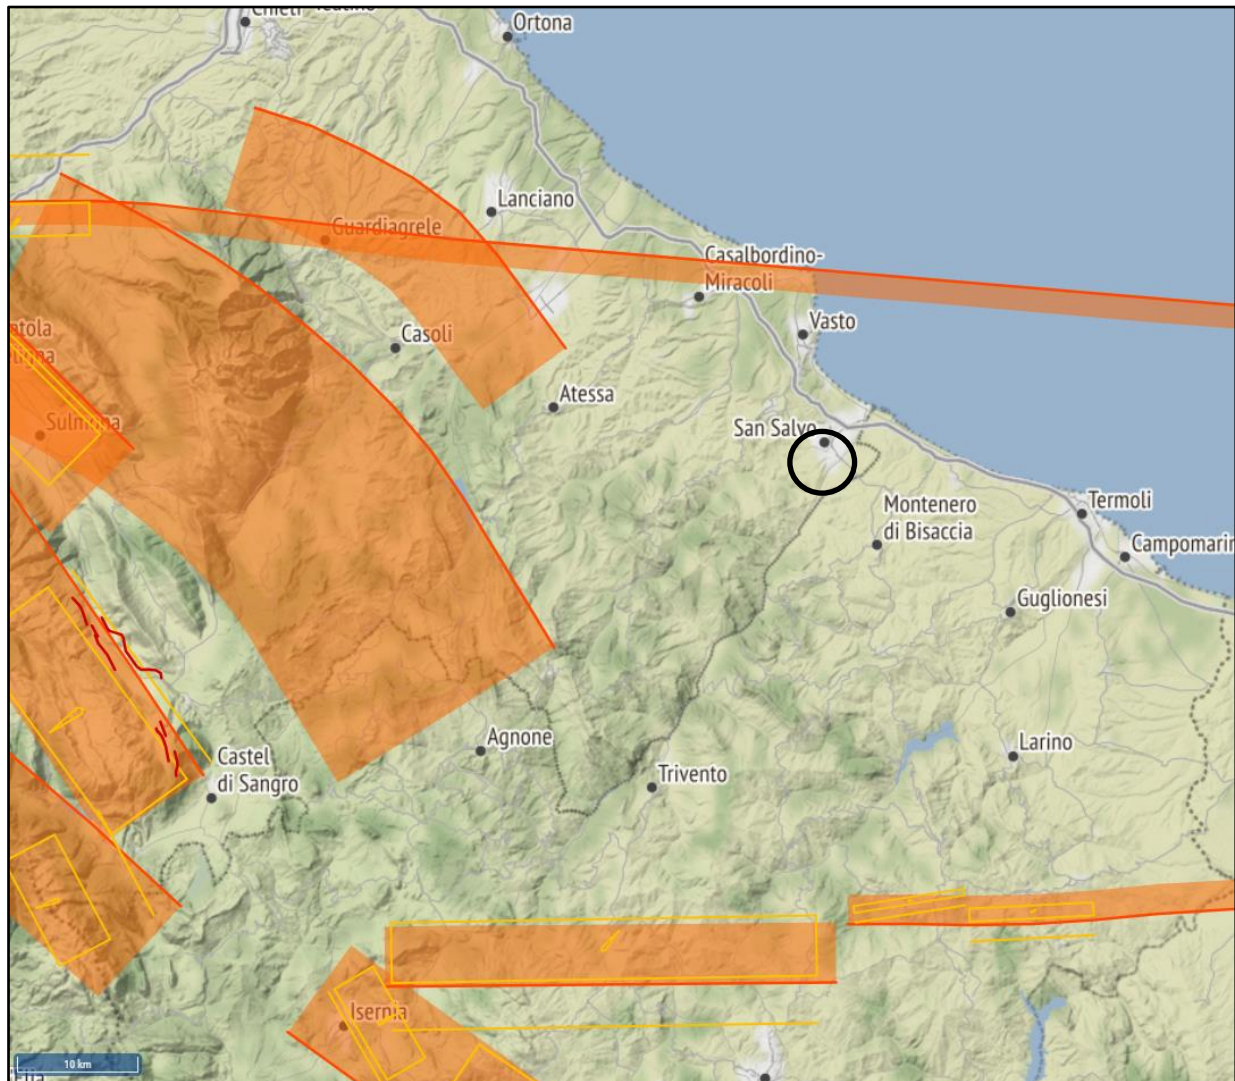 Ortona
Lanciano
Guardiagrele
Casalbordino-
Miracoli
Vasto
Casoli
Atessa
Sulmona
San Salvo
Montenero
di Bisaccia
Termoli
Campomarin
Guglionesi
Agnone
Castel
di Sangro
Trivento
Larino
Isernia
10 km